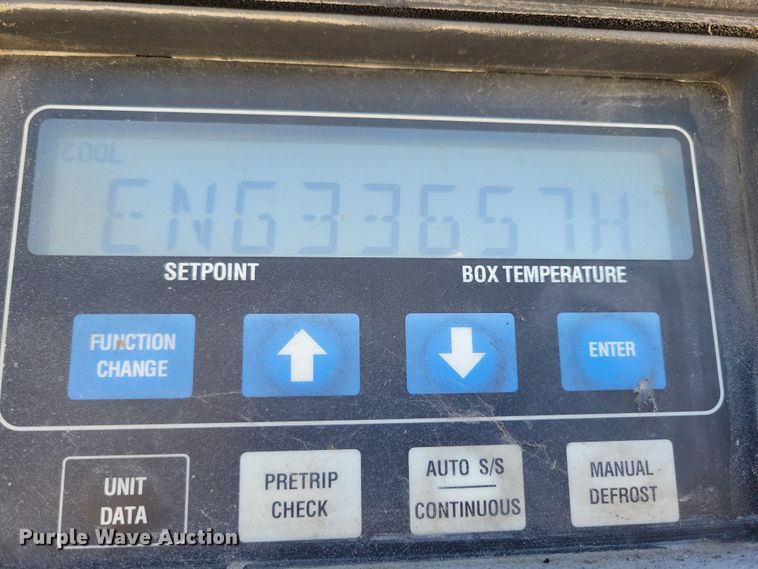 COOL
ENG33657H
SETPOINT BOX TEMPERATURE
FUNCTION CHANGE
ENTER
UNIT DATA
PRETRIP CHECK
AUTO S/S
CONTINUOUS
MANUAL DEFROST
Purple Wave Auction